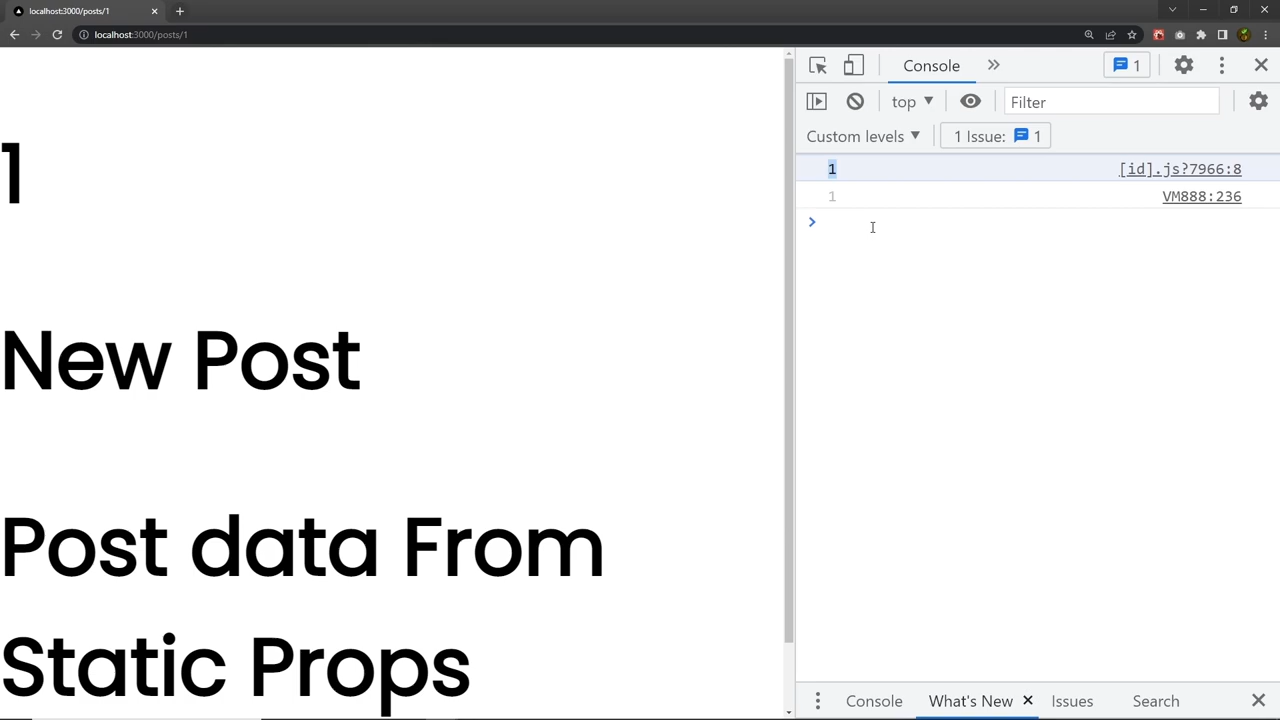 localhost:3000/posts/1
localhost:3000/posts/1
1
New Post
Post data From
Static Props
Console
1
top
Filter
Custom levels
1 Issue: 1
1 [id].js?7966:8
1 VM888:236
Console
What's New
Issues
Search